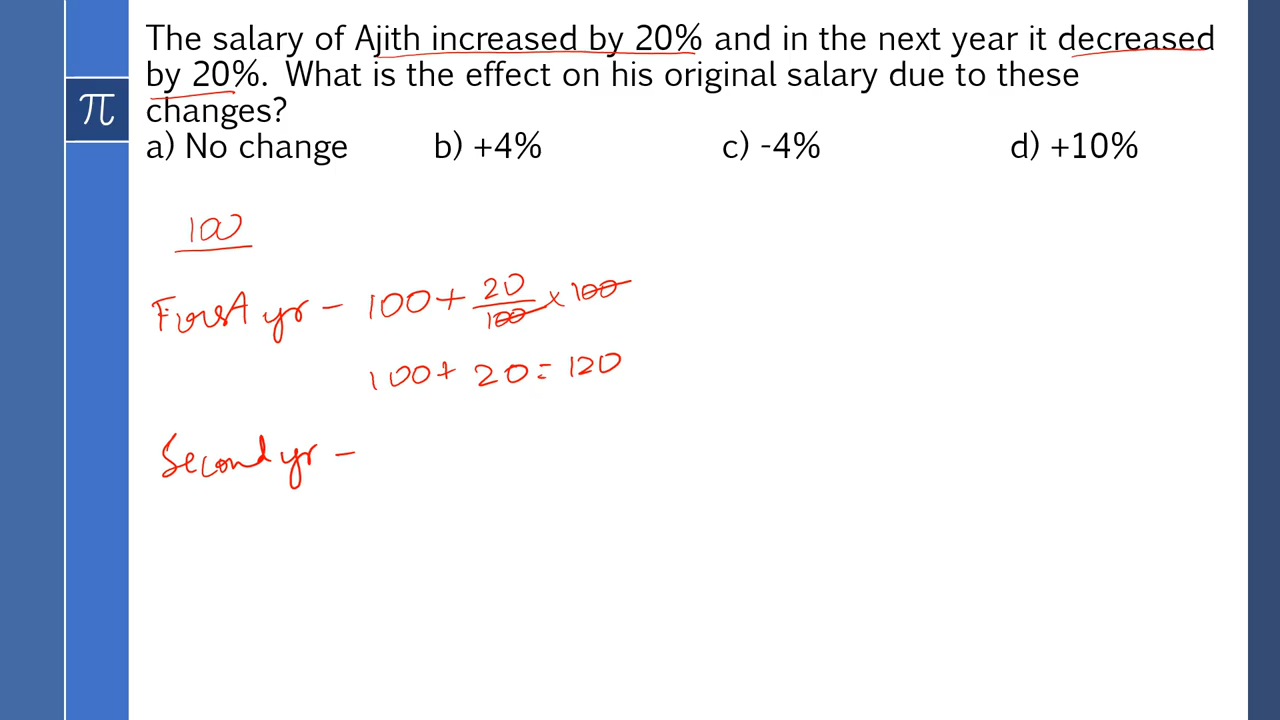 π
The salary of Ajith increased by 20% and in the next year it decreased
by 20%. What is the effect on his original salary due to these
changes?
a) No change b) +4% c) -4% d) +10%
100
First yr - 100 + 20/100 x 100
100 + 20 = 120
Second yr -